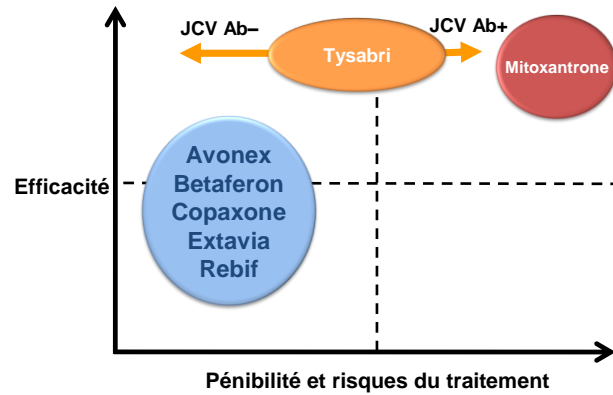 JCV Ab–
JCV Ab+
Tysabri
Mitoxantrone
Avonex
Betaferon
Copaxone
Extavia
Rebif
Efficacité
Pénibilité et risques du traitement